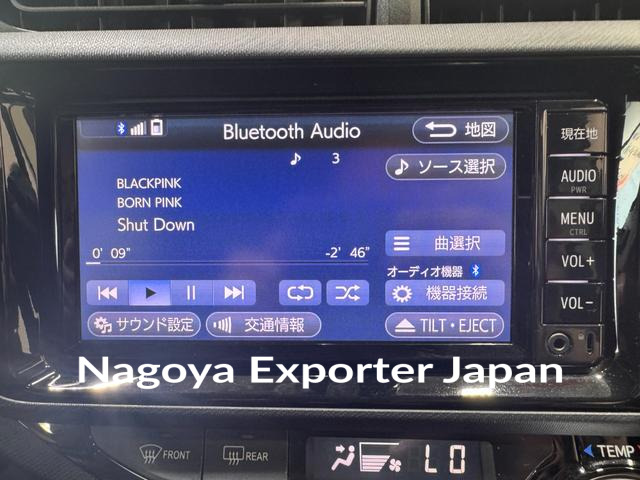 Bluetooth Audio
地図
現在地
♪ 3
ソース選択
AUDIO
PWR
BLACKPINK
BORN PINK
Shut Down
MENU
CTRL
曲選択
0' 09"
-2' 46"
VOL+
オーディオ機器
機器接続
VOL-
サウンド設定
交通情報
TILT・EJECT
Nagoya Exporter Japan
FRONT
REAR
LO
TEMP